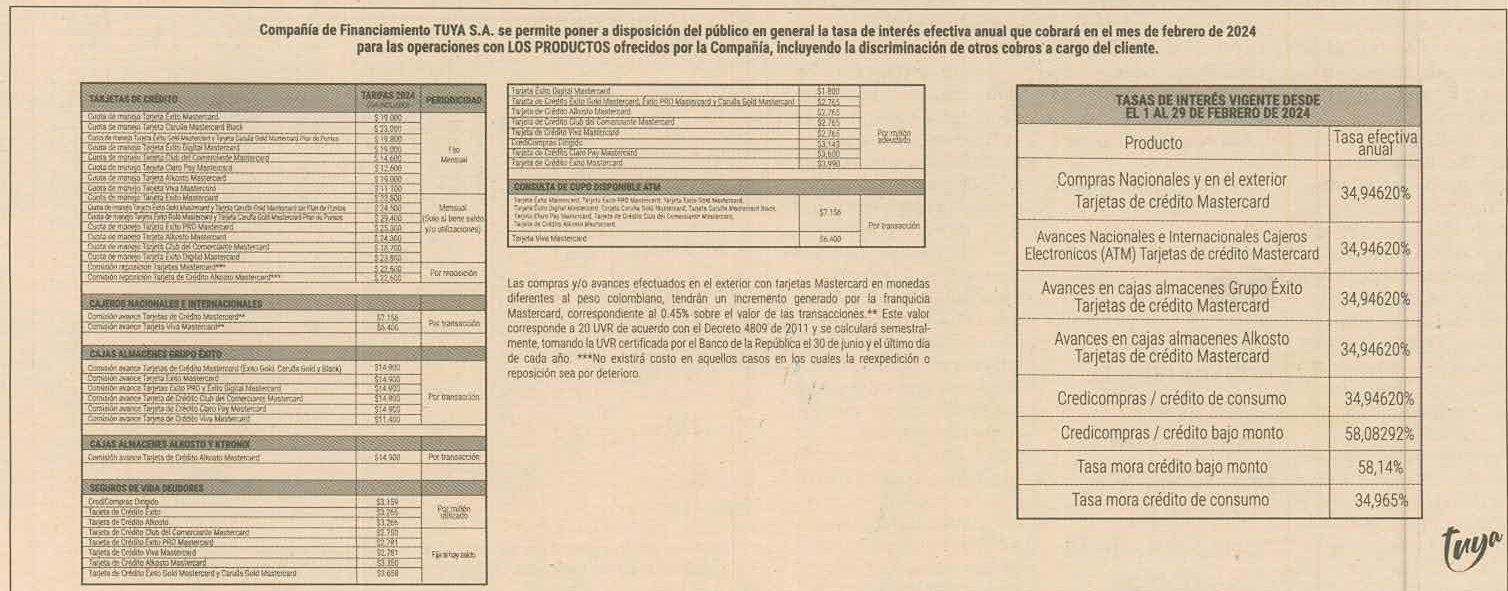 Compañía de Financiamiento TUYA S.A. se permite poner a disposición del público en general la tasa de interés efectiva anual que cobrará en el mes de febrero de 2024
para las operaciones con LOS PRODUCTOS ofrecidos por la Compañía, incluyendo la discriminación de otros cobros a cargo del cliente.
TARJETAS DE CRÉDITO TARIFAS 2024 PERIODICIDAD
Cuota de manejo Tarjeta Éxito Mastercard $ 19.000
Cuota de manejo Tarjeta Carulla Mastercard Black $ 23.000
Cuota de manejo Tarjeta Éxito Gold Mastercard y Tarjeta Carulla Gold Mastercard Plan de Puntos $ 19.800
Cuota de manejo Tarjeta Éxito Digital Mastercard $ 19.000
Cuota de manejo Tarjeta Club del Comerciante Mastercard $ 14.600
Cuota de manejo Tarjeta Claro Pay Mastercard $ 12.600
Cuota de manejo Tarjeta Alkosto Mastercard $ 19.000
Cuota de manejo Tarjeta Viva Mastercard $ 11.100
Fijo
Mensual
Cuota de manejo Tarjeta Éxito Mastercard
Cuota de manejo Tarjeta Éxito Gold Mastercard y Tarjeta Carulla Gold Mastercard sin Plan de Puntos $ 24.500
Cuota de manejo Tarjeta Éxito Gold Mastercard y Tarjeta Carulla Gold Mastercard Plan de Puntos $ 29.400
Cuota de manejo Tarjeta Éxito PRO Mastercard
Cuota de manejo Tarjeta Alkosto Mastercard
Cuota de manejo Tarjeta Club del Comerciante Mastercard $ 18.700
Cuota de manejo Tarjeta Éxito Digital Mastercard
Mensual
(Solo si tiene saldo
y/o utilizaciones)
Comisión reposición Tarjetas Mastercard*** $ 22.600
Comisión reposición Tarjeta de Crédito Alkosto Mastercard*** $ 22.600
Por reposición
CAJEROS NACIONALES E INTERNACIONALES
Comisión avance Tarjetas de Crédito Mastercard** $7.156
Comisión avance Tarjeta Viva Mastercard** $6.400
Por transacción
CAJAS ALMACENES GRUPO ÉXITO
Comisión avance Tarjetas de Crédito Mastercard (Éxito Gold, Carulla Gold y Black) $14.900
Comisión avance Tarjeta Éxito Mastercard $14.900
Comisión avance Tarjetas Éxito PRO y Éxito Digital Mastercard $14.900
Comisión avance Tarjeta de Crédito Club del Comerciante Mastercard $14.900
Comisión avance Tarjeta de Crédito Claro Pay Mastercard $14.900
Comisión avance Tarjeta de Crédito Viva Mastercard $11.400
Por transacción
CAJAS ALMACENES ALKOSTO Y KTRONIX
Comisión avance Tarjeta de Crédito Alkosto Mastercard $14.900 Por transacción
SEGUROS DE VIDA DEUDORES
CrediCompras Dirigido $3.159
Tarjeta de Crédito Éxito $3.266
Tarjeta de Crédito Alkosto $3.266
Por millón
utilizado
Tarjeta de Crédito Club del Comerciante Mastercard $2.750
Tarjeta de Crédito Éxito PRO Mastercard $2.781
Tarjeta de Crédito Viva Mastercard $2.781
Tarjeta de Crédito Alkosto Mastercard $3.350
Tarjeta de Crédito Éxito Gold Mastercard y Carulla Gold Mastercard $3.658
Fija si hay saldo
Tarjeta Éxito Digital Mastercard $1.800
Tarjeta de Crédito Éxito Gold Mastercard, Éxito PRO Mastercard y Carulla Gold Mastercard $2.765
Tarjeta de Crédito Alkosto Mastercard $2.765
Tarjeta de Crédito Club del Comerciante Mastercard $2.765
Tarjeta de Crédito Viva Mastercard $2.765
CrediCompras Dirigido $3.143
Tarjeta de Crédito Claro Pay Mastercard $3.600
Tarjeta de Crédito Éxito Mastercard $3.990
Por millón
adeudado
CONSULTA DE CUPO DISPONIBLE ATM
Tarjeta Éxito Mastercard, Tarjeta Éxito PRO Mastercard, Tarjeta Éxito Gold Mastercard,
Tarjeta Éxito Digital Mastercard, Tarjeta Carulla Gold Mastercard, Tarjeta Carulla Mastercard Black,
Tarjeta Claro Pay Mastercard, Tarjeta de Crédito Club del Comerciante Mastercard,
Tarjeta de Crédito Alkosto Mastercard.
$7.156
Tarjeta Viva Mastercard $6.400
Por transacción
Las compras y/o avances efectuados en el exterior con tarjetas Mastercard en monedas
diferentes al peso colombiano, tendrán un incremento generado por la franquicia
Mastercard, correspondiente al 0.45% sobre el valor de las transacciones.** Este valor
corresponde a 20 UVR de acuerdo con el Decreto 4809 de 2011 y se calculará semestral-
mente, tomando la UVR certificada por el Banco de la República el 30 de junio y el último día
de cada año. ***No existirá costo en aquellos casos en los cuales la reexpedición o
reposición sea por deterioro.
TASAS DE INTERÉS VIGENTE DESDE
EL 1 AL 29 DE FEBRERO DE 2024
Producto Tasa efectiva
anual
Compras Nacionales y en el exterior
Tarjetas de crédito Mastercard 34,94620%
Avances Nacionales e Internacionales Cajeros
Electronicos (ATM) Tarjetas de crédito Mastercard 34,94620%
Avances en cajas almacenes Grupo Éxito
Tarjetas de crédito Mastercard 34,94620%
Avances en cajas almacenes Alkosto
Tarjetas de crédito Mastercard 34,94620%
Credicompras / crédito de consumo 34,94620%
Credicompras / crédito bajo monto 58,08292%
Tasa mora crédito bajo monto 58,14%
Tasa mora crédito de consumo 34,965%
tuya